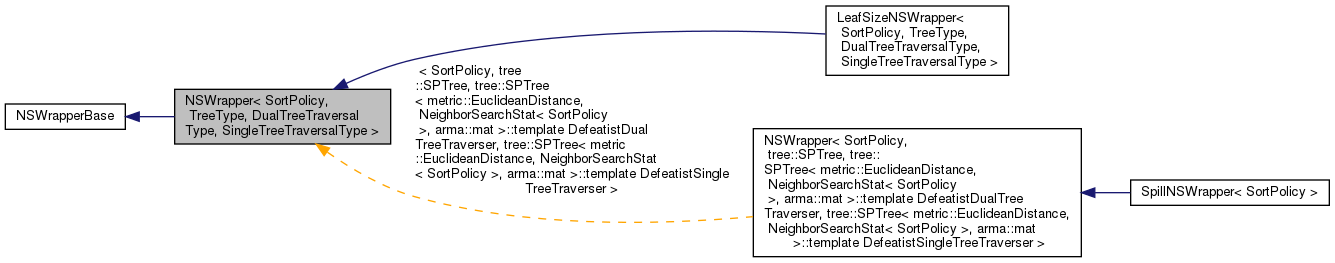 NSWrapperBase
NSWrapper< SortPolicy,
TreeType, DualTreeTraversal
Type, SingleTreeTraversalType >
< SortPolicy, tree
::SPTree, tree::SPTree
< metric::EuclideanDistance,
NeighborSearchStat< SortPolicy
>, arma::mat >::template DefeatistDual
TreeTraverser, tree::SPTree< metric
::EuclideanDistance, NeighborSearchStat
< SortPolicy >, arma::mat >::template DefeatistSingle
TreeTraverser >
LeafSizeNSWrapper<
SortPolicy, TreeType,
DualTreeTraversalType,
SingleTreeTraversalType >
NSWrapper< SortPolicy,
tree::SPTree, tree::
SPTree< metric::EuclideanDistance,
NeighborSearchStat< SortPolicy
>, arma::mat >::template DefeatistDualTree
Traverser, tree::SPTree< metric::EuclideanDistance,
NeighborSearchStat< SortPolicy >, arma::mat
>::template DefeatistSingleTreeTraverser >
SpillNSWrapper< SortPolicy >